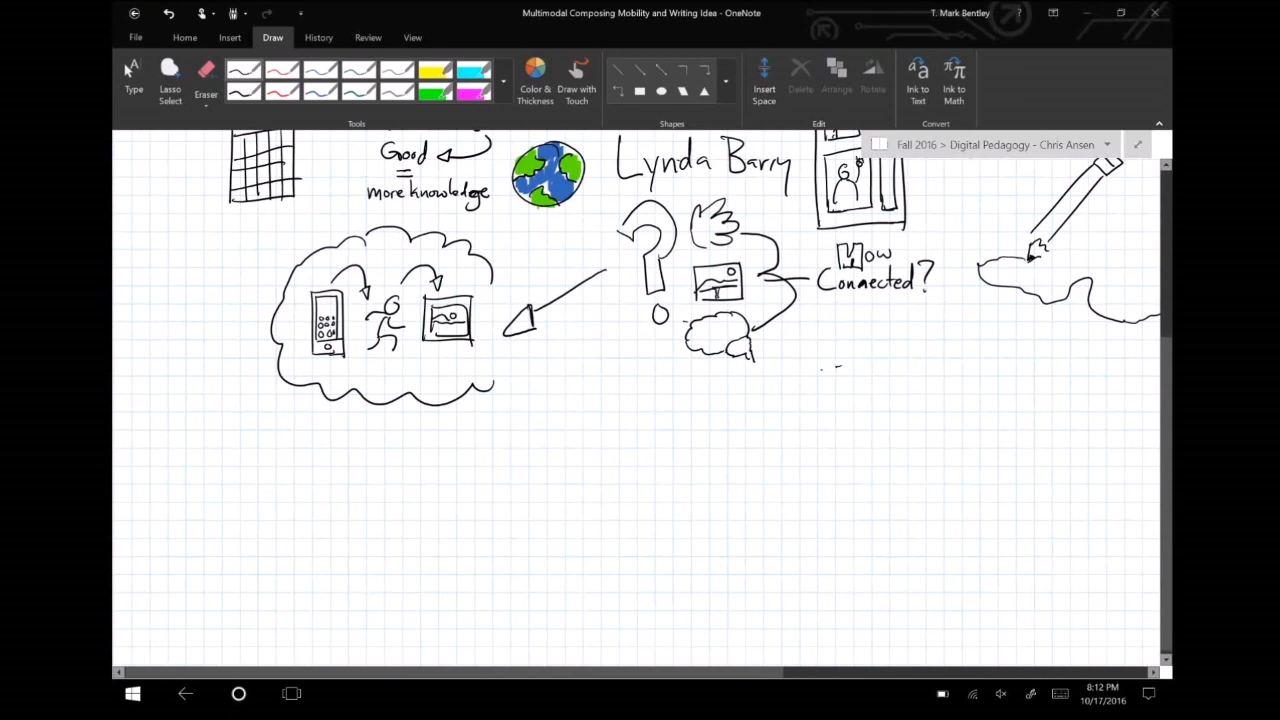 Multimodal Composing Mobility and Writing Idea - OneNote
T. Mark Bentley
?
File Home Insert Draw History Review View
Type
Lasso Select
Eraser
Color & Thickness
Draw with Touch
Insert Space
Delete
Arrange
Rotate
Ink to Text
Ink to Math
Tools
Shapes
Edit
Convert
Fall 2016 > Digital Pedagogy - Chris Ansen
Good
=
more knowledge
Lynda Barry
?
How
Connected?
8:12 PM
10/17/2016